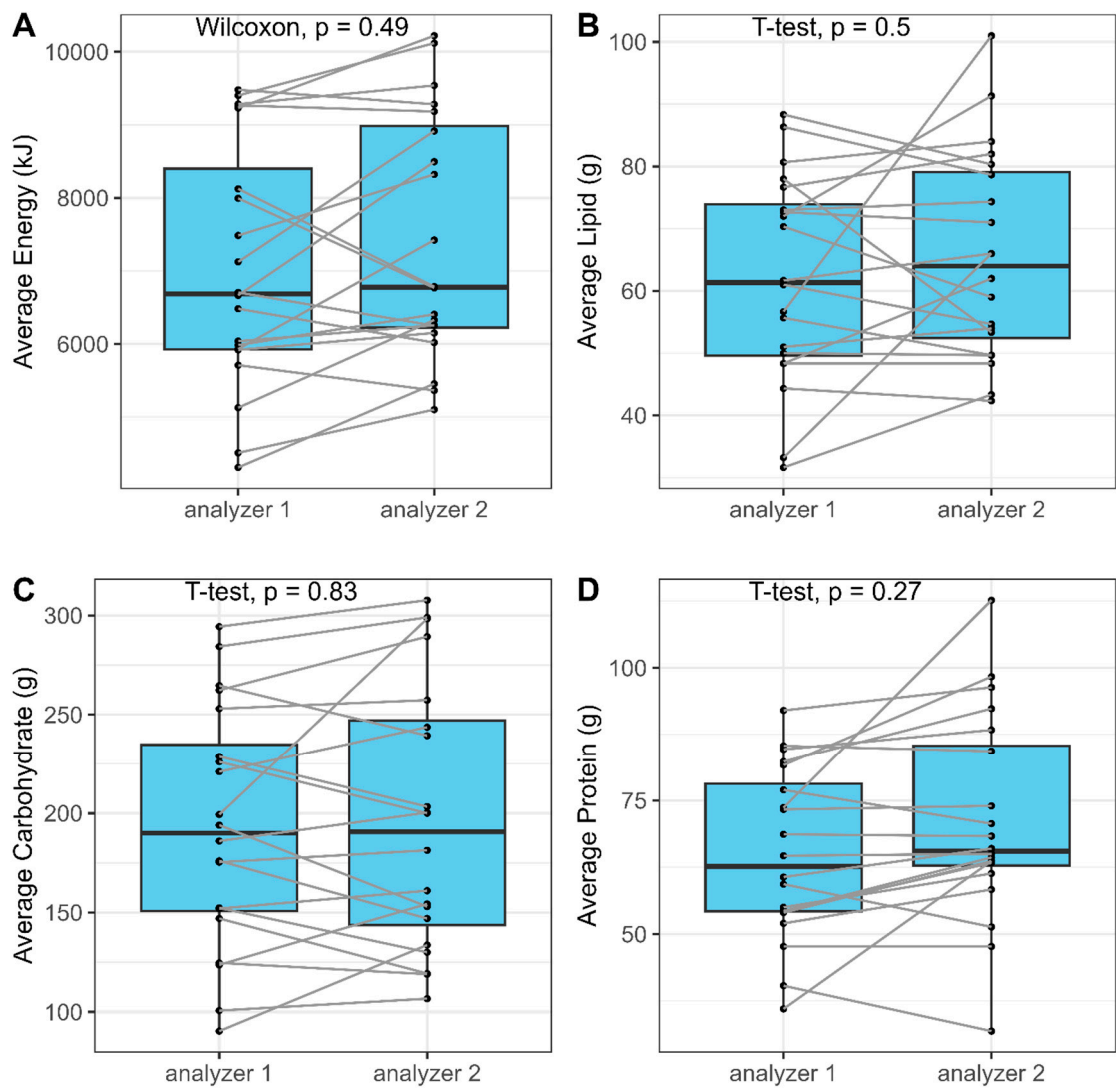 A
Wilcoxon, p = 0.49
Average Energy (kJ)
10000
8000
6000
analyzer 1
analyzer 2
B
T-test, p = 0.5
Average Lipid (g)
100
80
60
40
analyzer 1
analyzer 2
C
T-test, p = 0.83
Average Carbohydrate (g)
300
250
200
150
100
analyzer 1
analyzer 2
D
T-test, p = 0.27
Average Protein (g)
100
75
50
analyzer 1
analyzer 2